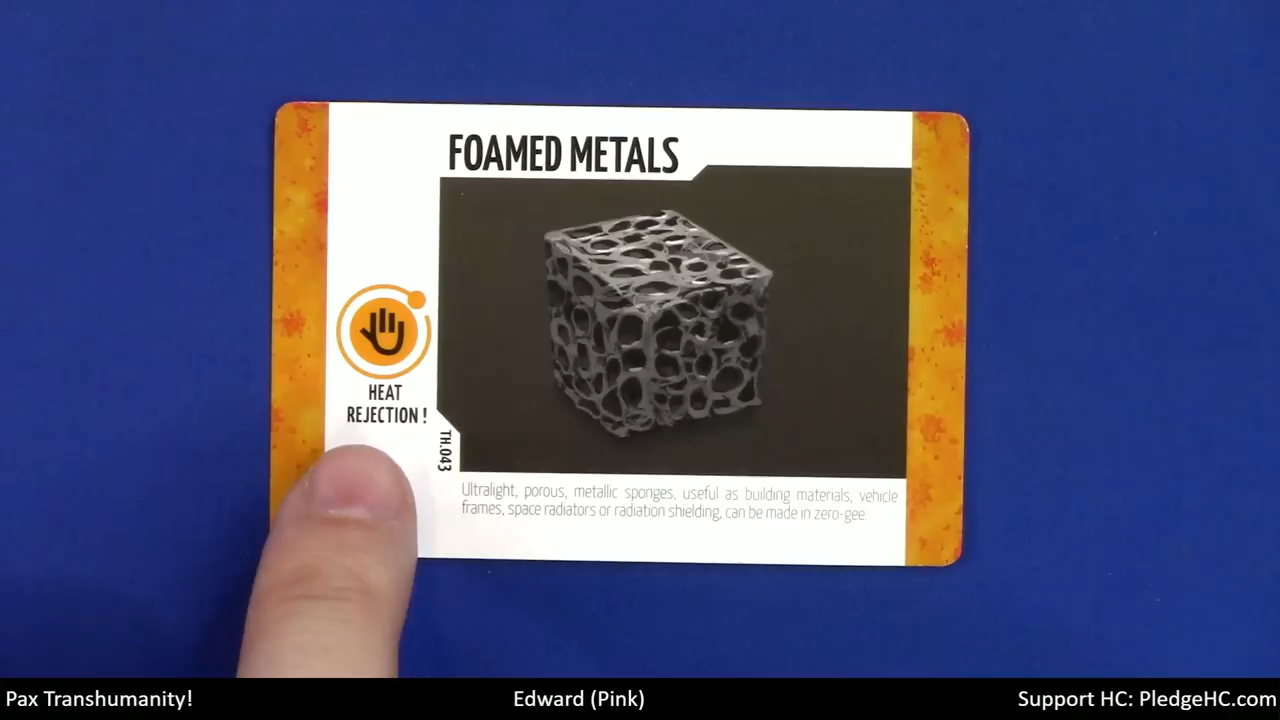 FOAMED METALS
HEAT
REJECTION !
TH.043
Ultralight, porous, metallic sponges, useful as building materials, vehicle
frames, space radiators or radiation shielding, can be made in zero-gee.
Pax Transhumanity!
Edward (Pink)
Support HC: PledgeHC.com